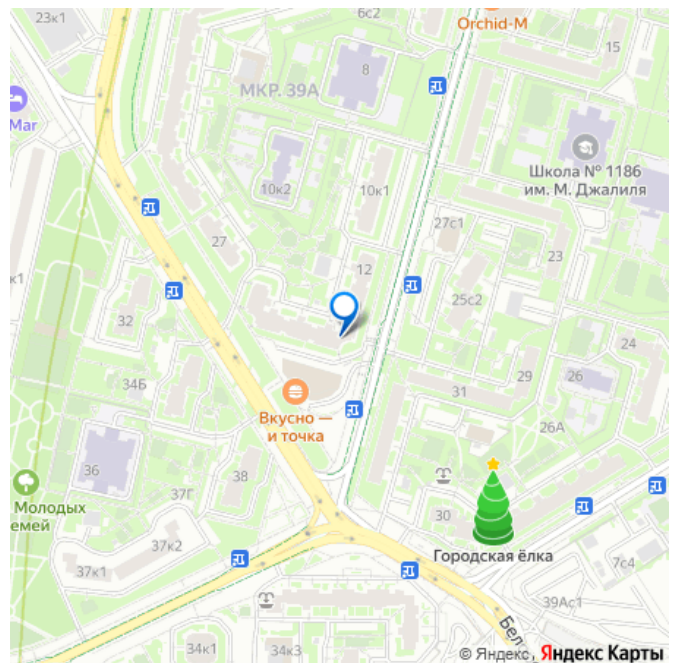 23к1
6с2
Orchid-M
15
8
МКР. 39А
Mar
Школа № 1186
им. М. Джалиля
10к2
10к1
27с1
27
23
12
к1
25с2
32
24
34Б
29
26
31
Вкусно —
и точка
26А
36
38
Молодых
емей
37Г
30
37к2
Городская ёлка
37к1
7с4
39Ас1
Бел
34к1
34к3
© Яндекс, Яндекс Карты